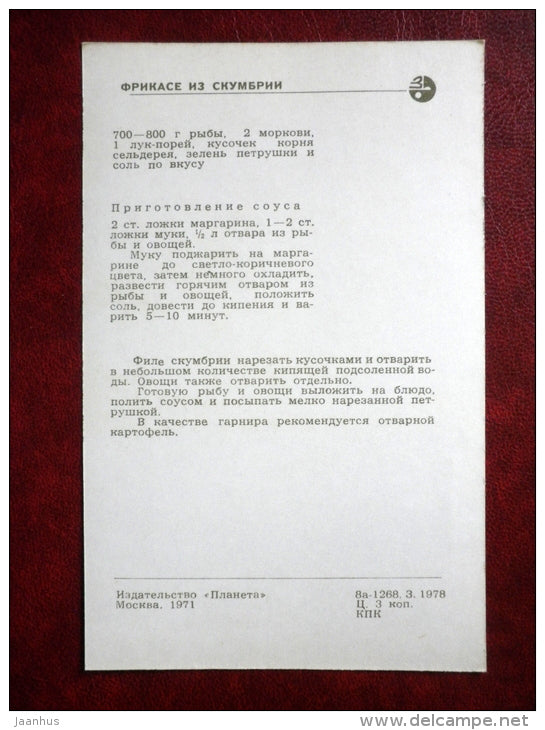 ФРИКАСЕ ИЗ СКУМБРИИ
700—800 г рыбы, 2 моркови,
1 лук-порей, кусочек корня
сельдерея, зелень петрушки и
соль по вкусу
Приготовление соуса
2 ст. ложки маргарина, 1—2 ст.
ложки муки, ½ л отвара из ры-
бы и овощей.
Муку поджарить на марга-
рине до светло-коричневого
цвета, затем немного охладить,
развести горячим отваром из
рыбы и овощей, положить
соль, довести до кипения и ва-
рить 5—10 минут.
Филе скумбрии нарезать кусочками и отварить
в небольшом количестве кипящей подсоленной во-
ды. Овощи также отварить отдельно.
Готовую рыбу и овощи выложить на блюдо,
полить соусом и посыпать мелко нарезанной пет-
рушкой.
В качестве гарнира рекомендуется отварной
картофель.
Издательство «Планета»
Москва. 1971
8а-1268. З. 1978
Ц. 3 коп.
КПК
jaanhus
www.delcampe.net